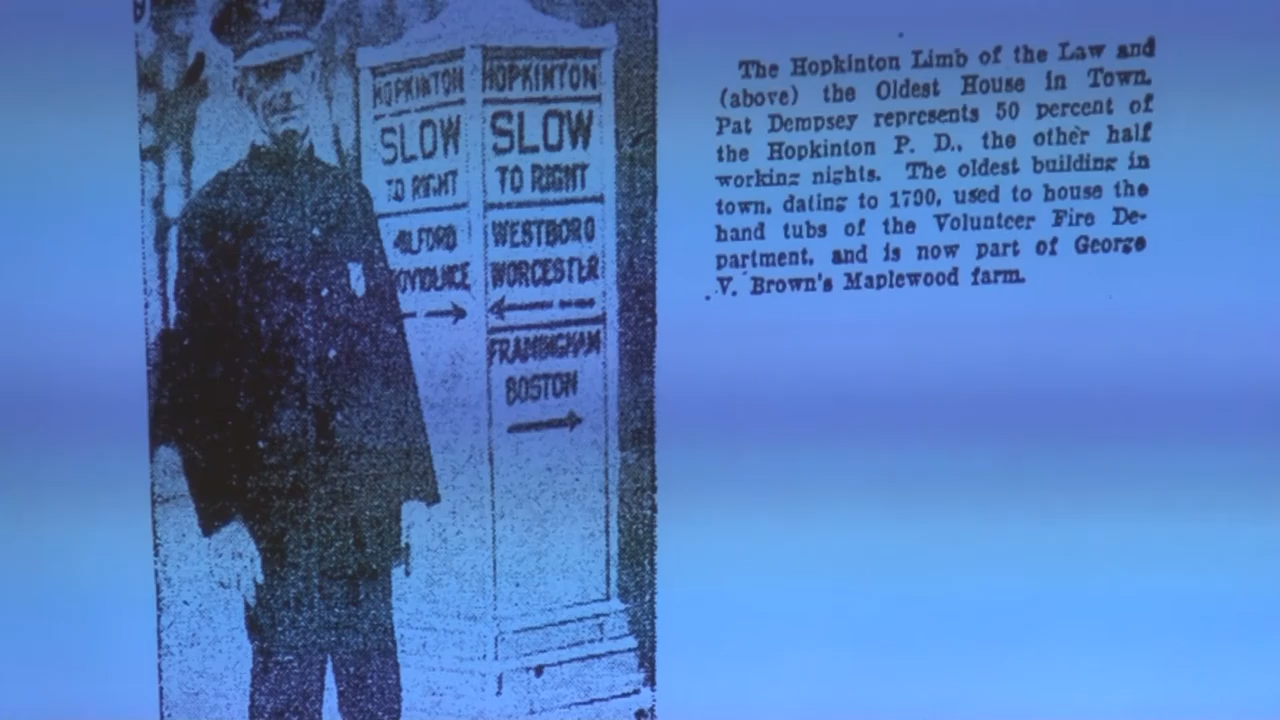 HOPKINTON
SLOW
TO RIGHT
HOPKINTON
SLOW
TO RIGHT
WESTBORO
WORCESTER
FRAMINGHAM
BOSTON
The Hopkinton Limb of the Law and
(above) the Oldest House in Town.
Pat Dempsey represents 50 percent of
the Hopkinton P. D., the other half
working nights. The oldest building in
town, dating to 1790, used to house the
hand tubs of the Volunteer Fire De-
partment, and is now part of George
V. Brown's Maplewood farm.